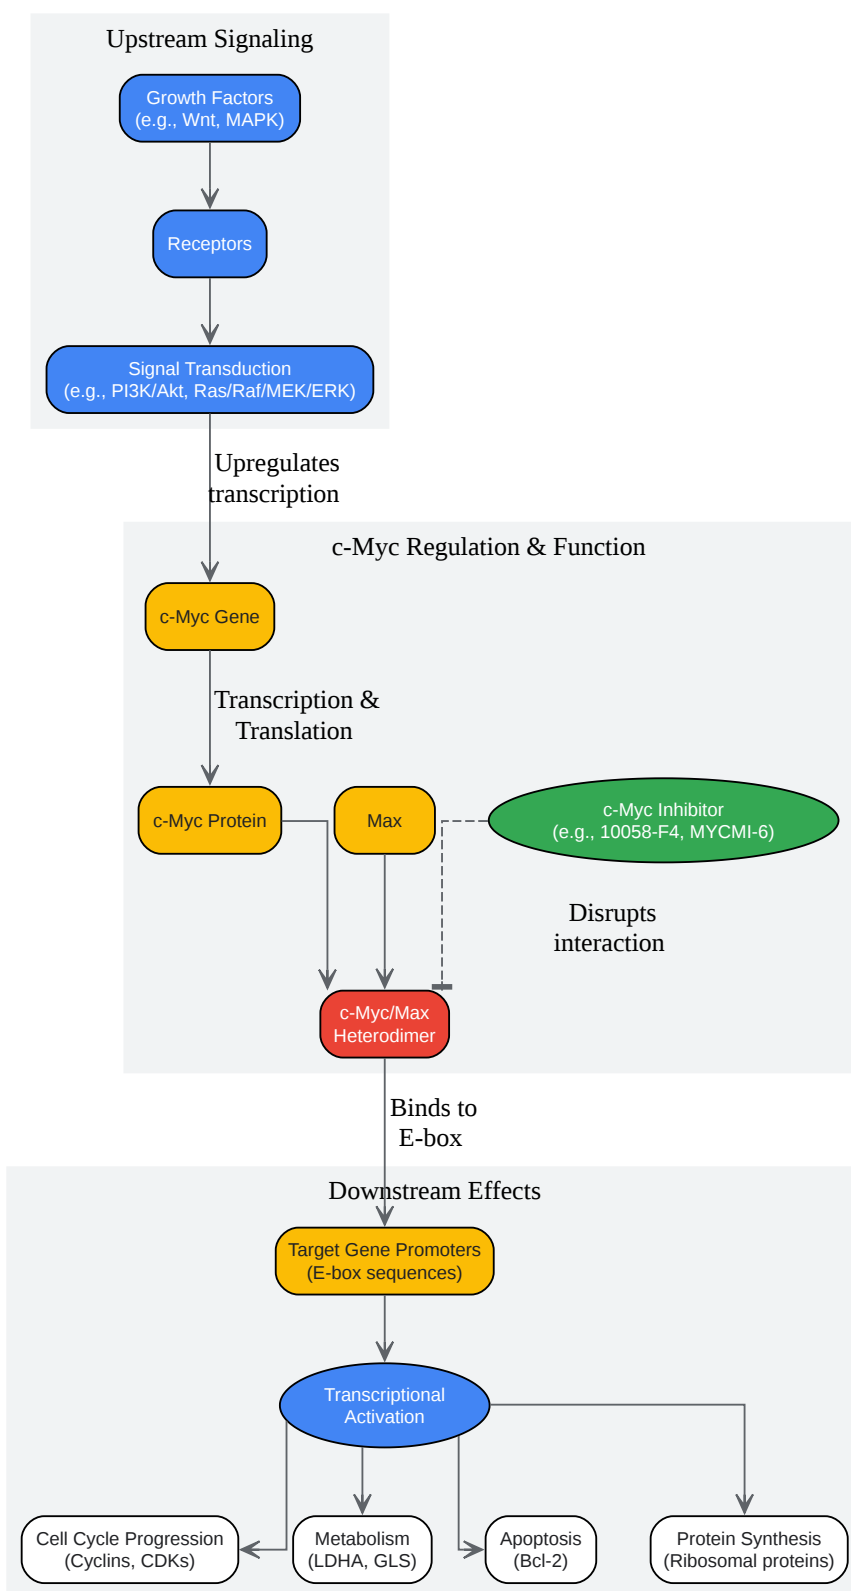 Upstream Signaling
Growth Factors
(e.g., Wnt, MAPK)
Receptors
Signal Transduction
(e.g., PI3K/Akt, Ras/Raf/MEK/ERK)
Upregulates
transcription
c-Myc Regulation & Function
c-Myc Gene
Transcription &
Translation
c-Myc Protein
Max
c-Myc Inhibitor
(e.g., 10058-F4, MYCMI-6)
Disrupts
interaction
c-Myc/Max
Heterodimer
Binds to
E-box
Downstream Effects
Target Gene Promoters
(E-box sequences)
Transcriptional
Activation
Cell Cycle Progression
(Cyclins, CDKs)
Metabolism
(LDHA, GLS)
Apoptosis
(Bcl-2)
Protein Synthesis
(Ribosomal proteins)